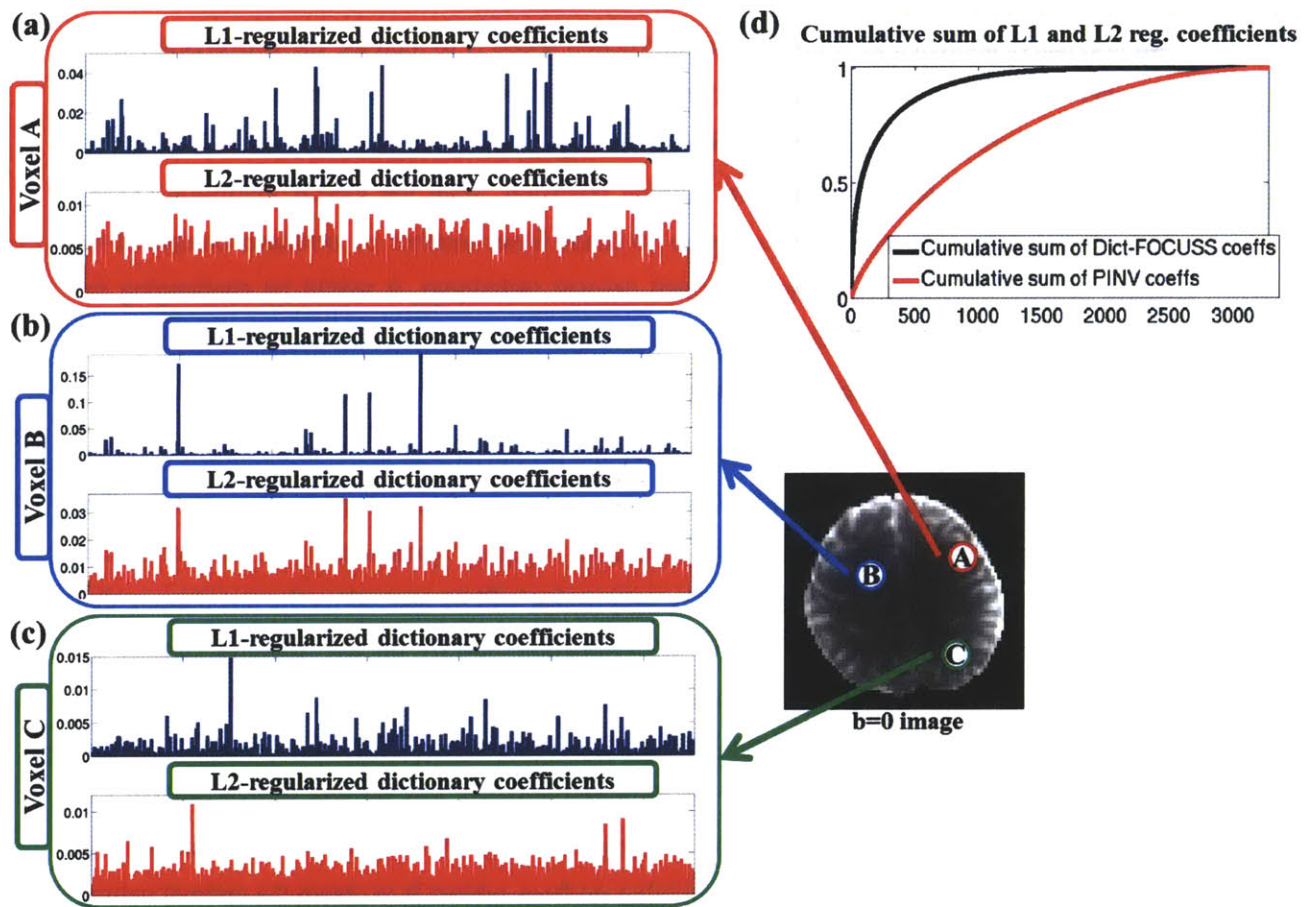 (a)
L1-regularized dictionary coefficients
0.04
0.02
0
Voxel A
L2-regularized dictionary coefficients
0.01
0.005
0
(b)
L1-regularized dictionary coefficients
0.15
0.1
0.05
0
Voxel B
L2-regularized dictionary coefficients
0.03
0.02
0.01
0
(c)
L1-regularized dictionary coefficients
0.015
0.01
0.005
0
Voxel C
L2-regularized dictionary coefficients
0.01
0.005
0
(d)
Cumulative sum of L1 and L2 reg. coefficients
1
0.5
0
Cumulative sum of Dict-FOCUSS coeffs
Cumulative sum of PINV coeffs
0 500 1000 1500 2000 2500 3000
A
B
C
b=0 image